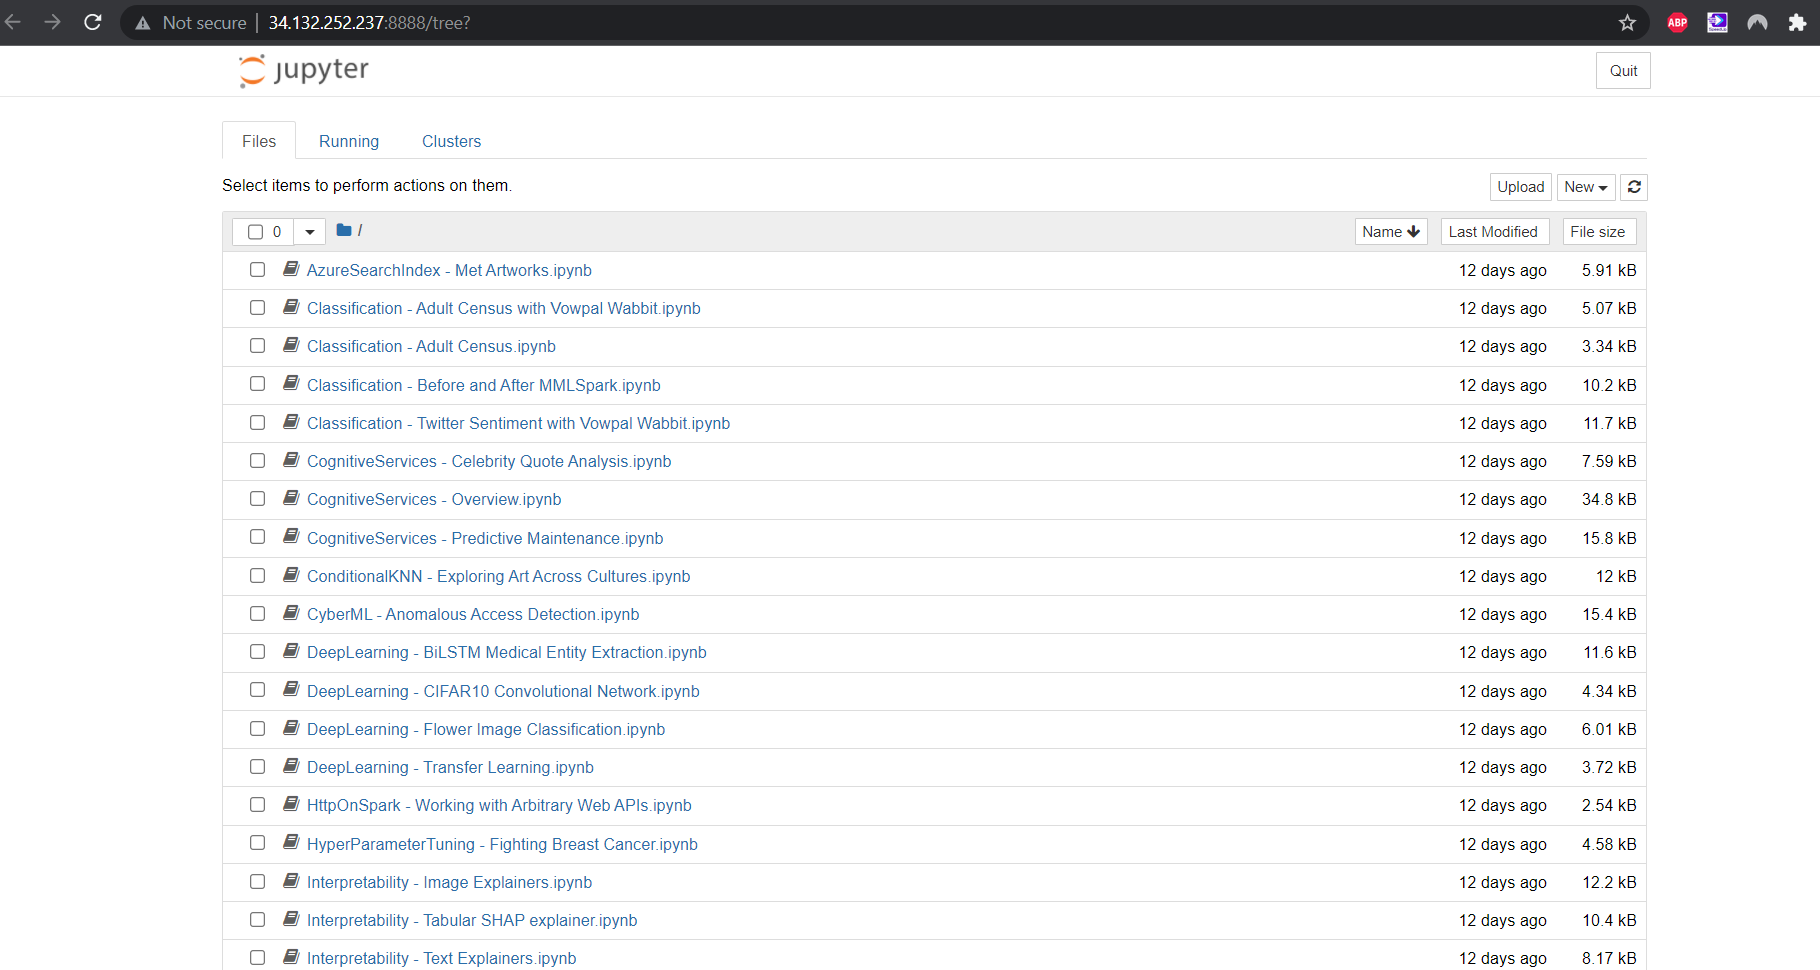 Not secure | 34.132.252.237:8888/tree?
ABP
jupyter
Quit
Files Running Clusters
Select items to perform actions on them.
Upload New
0 / Name Last Modified File size
AzureSearchIndex - Met Artworks.ipynb 12 days ago 5.91 kB
Classification - Adult Census with Vowpal Wabbit.ipynb 12 days ago 5.07 kB
Classification - Adult Census.ipynb 12 days ago 3.34 kB
Classification - Before and After MMLSpark.ipynb 12 days ago 10.2 kB
Classification - Twitter Sentiment with Vowpal Wabbit.ipynb 12 days ago 11.7 kB
CognitiveServices - Celebrity Quote Analysis.ipynb 12 days ago 7.59 kB
CognitiveServices - Overview.ipynb 12 days ago 34.8 kB
CognitiveServices - Predictive Maintenance.ipynb 12 days ago 15.8 kB
ConditionalKNN - Exploring Art Across Cultures.ipynb 12 days ago 12 kB
CyberML - Anomalous Access Detection.ipynb 12 days ago 15.4 kB
DeepLearning - BiLSTM Medical Entity Extraction.ipynb 12 days ago 11.6 kB
DeepLearning - CIFAR10 Convolutional Network.ipynb 12 days ago 4.34 kB
DeepLearning - Flower Image Classification.ipynb 12 days ago 6.01 kB
DeepLearning - Transfer Learning.ipynb 12 days ago 3.72 kB
HttpOnSpark - Working with Arbitrary Web APIs.ipynb 12 days ago 2.54 kB
HyperParameterTuning - Fighting Breast Cancer.ipynb 12 days ago 4.58 kB
Interpretability - Image Explainers.ipynb 12 days ago 12.2 kB
Interpretability - Tabular SHAP explainer.ipynb 12 days ago 10.4 kB
Interpretability - Text Explainers.ipynb 12 days ago 8.17 kB